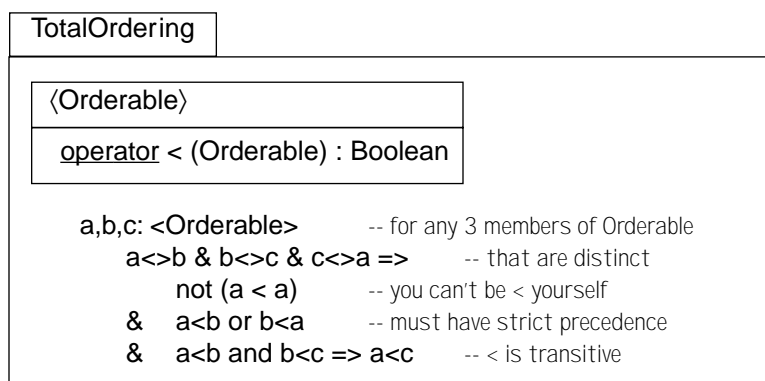 TotalOrdering
⟨Orderable⟩
operator < (Orderable) : Boolean
a,b,c: <Orderable> -- for any 3 members of Orderable
a<>b & b<>c & c<>a => -- that are distinct
not (a < a) -- you can't be < yourself
& a<b or b<a -- must have strict precedence
& a<b and b<c => a<c -- < is transitive